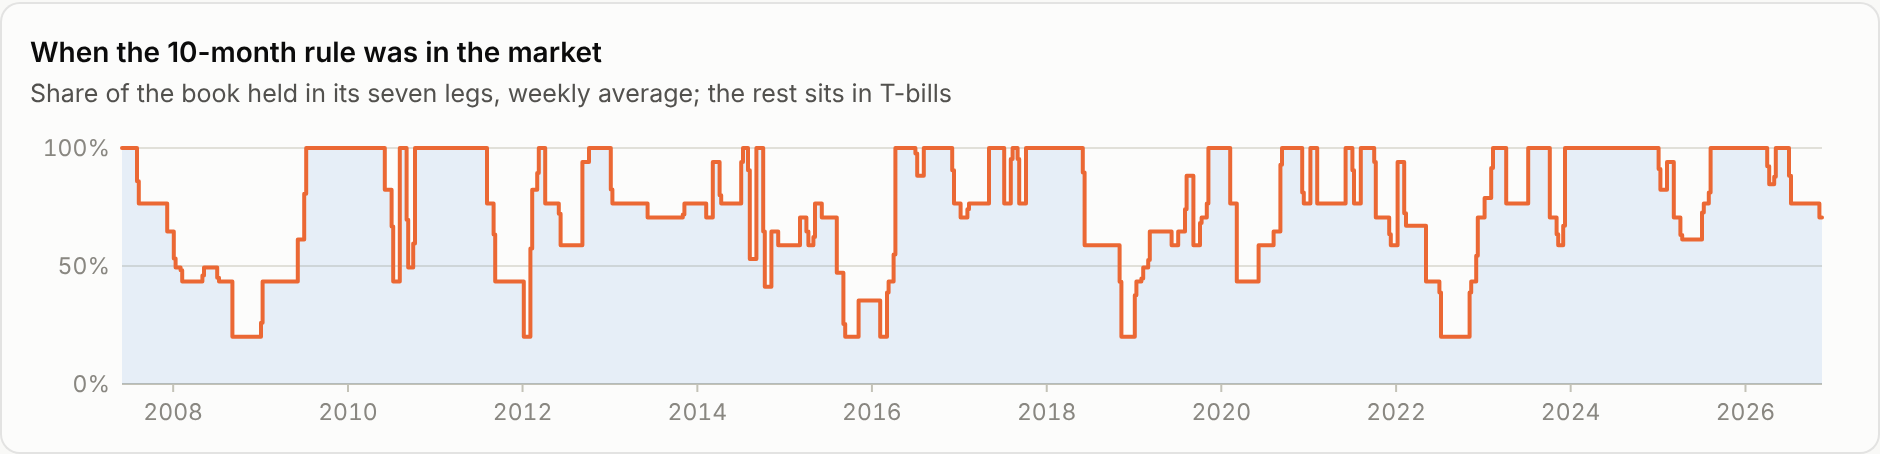 When the 10-month rule was in the market
Share of the book held in its seven legs, weekly average; the rest sits in T-bills
100%
50%
0%
2008 2010 2012 2014 2016 2018 2020 2022 2024 2026